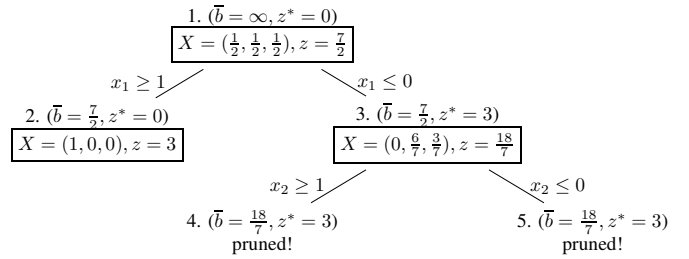 1. (b̅ = ∞, z* = 0)
X = (1/2, 1/2, 1/2), z = 7/2
x₁ ≥ 1
x₁ ≤ 0
2. (b̅ = 7/2, z* = 0)
3. (b̅ = 7/2, z* = 3)
X = (1, 0, 0), z = 3
X = (0, 6/7, 3/7), z = 18/7
x₂ ≥ 1
x₂ ≤ 0
4. (b̅ = 18/7, z* = 3)
5. (b̅ = 18/7, z* = 3)
pruned!
pruned!